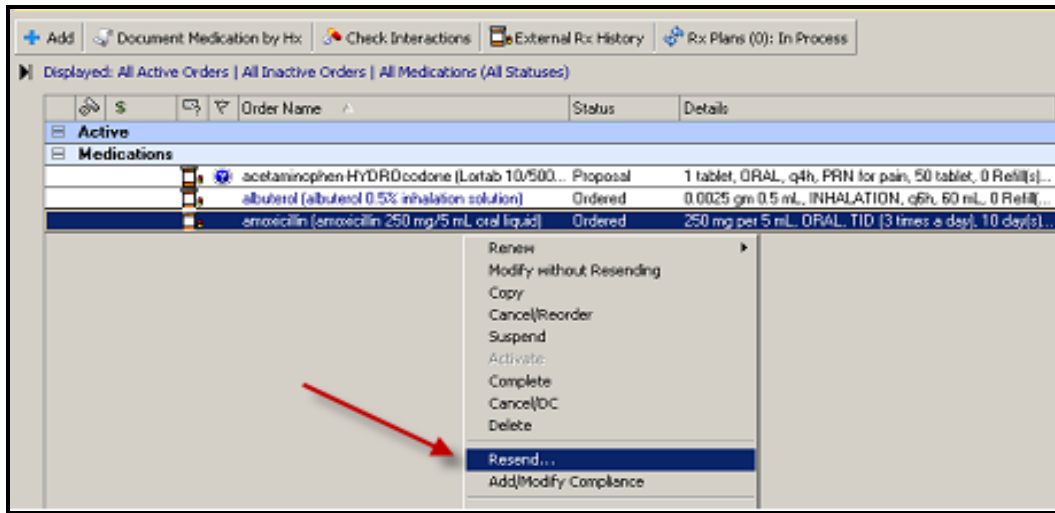 Add Document Medication by Hx Check Interactions External Rx History Rx Plans (0): In Process
Displayed: All Active Orders | All Inactive Orders | All Medications (All Statuses)
$ Order Name Status Details
Active
Medications
acetaminophen-HYDROcodone (Lortab 10/500... Proposal 1 tablet, ORAL, q4h, PRN for pain, 50 tablet, 0 Refill(s)...
albuterol (albuterol 0.5% inhalation solution) Ordered 0.0025 gm 0.5 mL, INHALATION, q6h, 60 mL, 0 Refill(...
amoxicillin (amoxicillin 250 mg/5 mL oral liquid) Ordered 250 mg per 5 mL, ORAL, TID (3 times a day), 10 day(s)...
Renew
Modify without Resending
Copy
Cancel/Reorder
Suspend
Activate
Complete
Cancel/DC
Delete
Resend...
Add/Modify Compliance